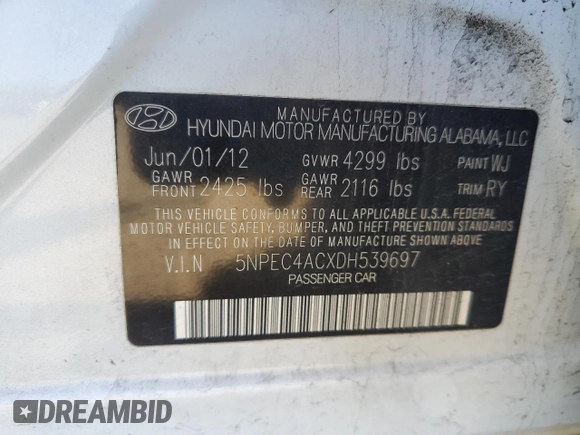 MANUFACTURED BY
HYUNDAI MOTOR MANUFACTURING ALABAMA, LLC
Jun/01/12 GVWR 4299 lbs PAINT WJ
GAWR FRONT 2425 lbs GAWR REAR 2116 lbs TRIM RY
THIS VEHICLE CONFORMS TO ALL APPLICABLE U.S.A. FEDERAL
MOTOR VEHICLE SAFETY, BUMPER, AND THEFT PREVENTION STANDARDS
IN EFFECT ON THE DATE OF MANUFACTURE SHOWN ABOVE.
V.I.N 5NPEC4ACXDH539697
PASSENGER CAR
DREAMBID